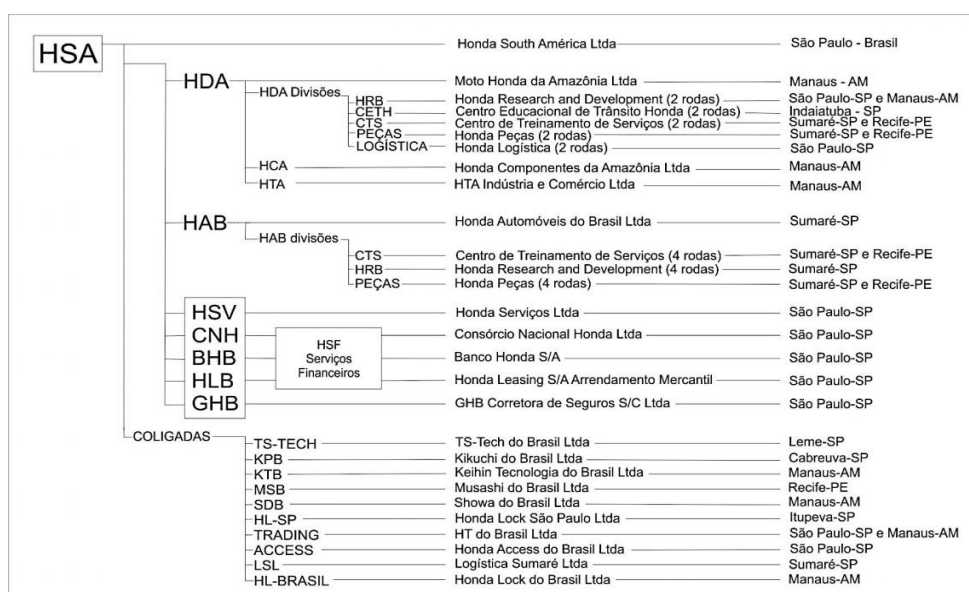 HSA Honda South América Ltda São Paulo - Brasil
HDA Moto Honda da Amazônia Ltda Manaus - AM
HDA Divisões
HRB Honda Research and Development (2 rodas) São Paulo-SP e Manaus-AM
CETH Centro Educacional de Trânsito Honda (2 rodas) Indaiatuba - SP
CTS Centro de Treinamento de Serviços (2 rodas) Sumaré-SP e Recife-PE
PEÇAS Honda Peças (2 rodas) Sumaré-SP e Recife-PE
LOGÍSTICA Honda Logística (2 rodas) São Paulo-SP
HCA Honda Componentes da Amazônia Ltda Manaus-AM
HTA HTA Indústria e Comércio Ltda Manaus-AM
HAB Honda Automóveis do Brasil Ltda Sumaré-SP
HAB divisões
CTS Centro de Treinamento de Serviços (4 rodas) Sumaré-SP e Recife-PE
HRB Honda Research and Development (4 rodas) Sumaré-SP
PEÇAS Honda Peças (4 rodas) Sumaré-SP e Recife-PE
HSV Honda Serviços Ltda São Paulo-SP
CNH Consórcio Nacional Honda Ltda São Paulo-SP
HSF
Serviços
Financeiros
BHB Banco Honda S/A São Paulo-SP
HLB Honda Leasing S/A Arrendamento Mercantil São Paulo-SP
GHB GHB Corretora de Seguros S/C Ltda São Paulo-SP
COLIGADAS
TS-TECH TS-Tech do Brasil Ltda Leme-SP
KPB Kikuchi do Brasil Ltda Cabreuva-SP
KTB Keihin Tecnologia do Brasil Ltda Manaus-AM
MSB Musashi do Brasil Ltda Recife-PE
SDB Showa do Brasil Ltda Manaus-AM
HL-SP Honda Lock São Paulo Ltda Itupeva-SP
TRADING HT do Brasil Ltda São Paulo-SP e Manaus-AM
ACCESS Honda Access do Brasil Ltda São Paulo-SP
LSL Logística Sumaré Ltda Sumaré-SP
HL-BRASIL Honda Lock do Brasil Ltda Manaus-AM